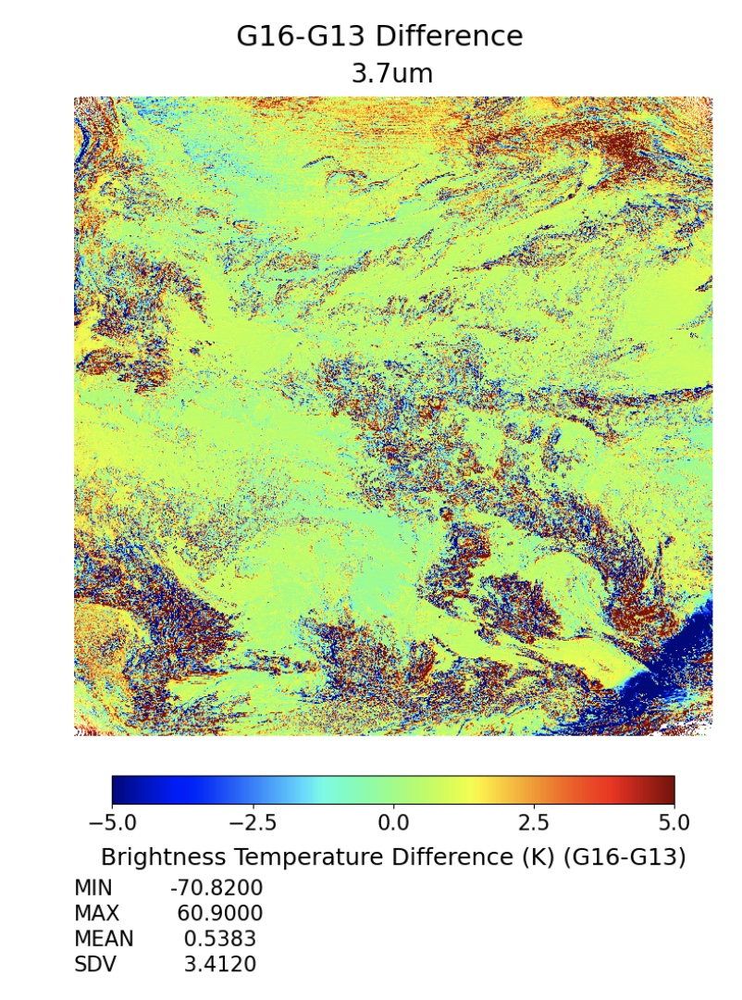 G16-G13 Difference
3.7um
−5.0 −2.5 0.0 2.5 5.0
Brightness Temperature Difference (K) (G16-G13)
MIN -70.8200
MAX 60.9000
MEAN 0.5383
SDV 3.4120